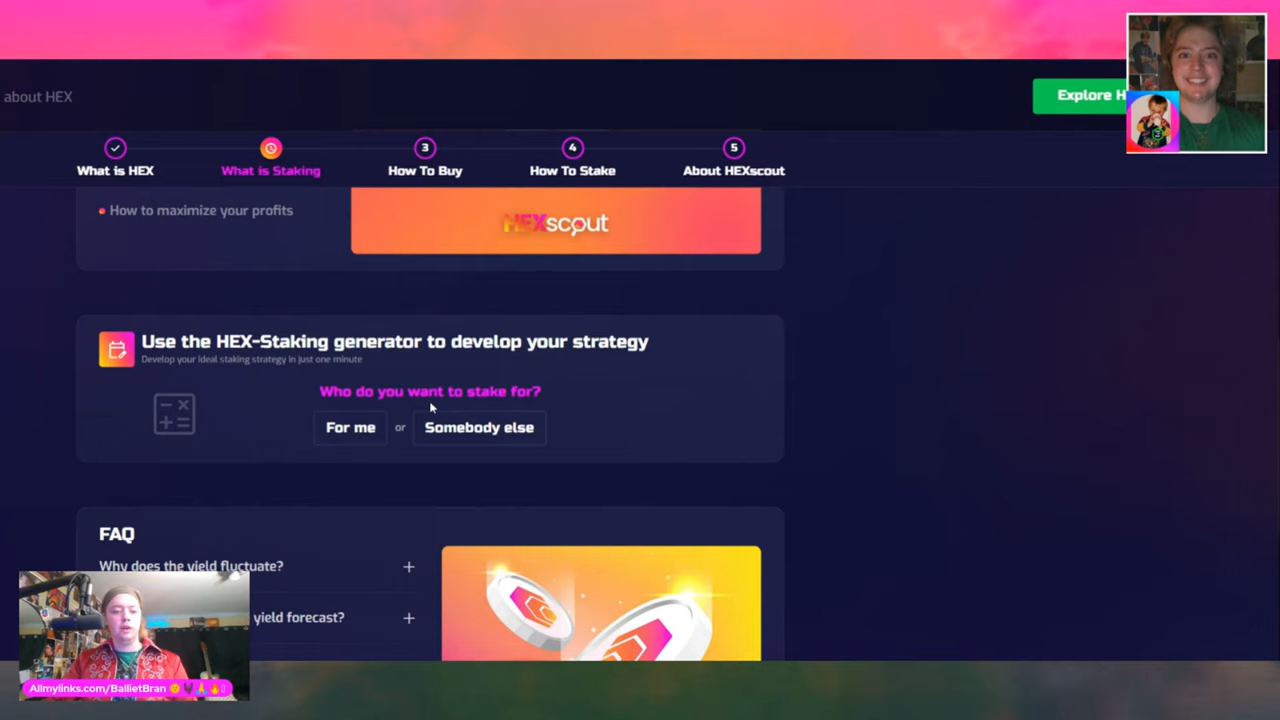 about HEX
Explore H
What is HEX
What is Staking
3
How To Buy
4
How To Stake
5
About HEXscout
How to maximize your profits
HEXscout
Use the HEX-Staking generator to develop your strategy
Develop your ideal staking strategy in just one minute
Who do you want to stake for?
For me or Somebody else
FAQ
Why does the yield fluctuate?
yield forecast?
Allmylinks.com/BallietBran